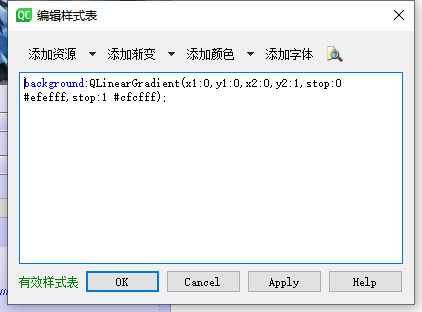 QC 编辑样式表
添加资源 添加渐变 添加颜色 添加字体
background:QLinearGradient(x1:0,y1:0,x2:0,y2:1,stop:0
#efefff,stop:1 #cfcfff);
有效样式表 OK Cancel Apply Help
//